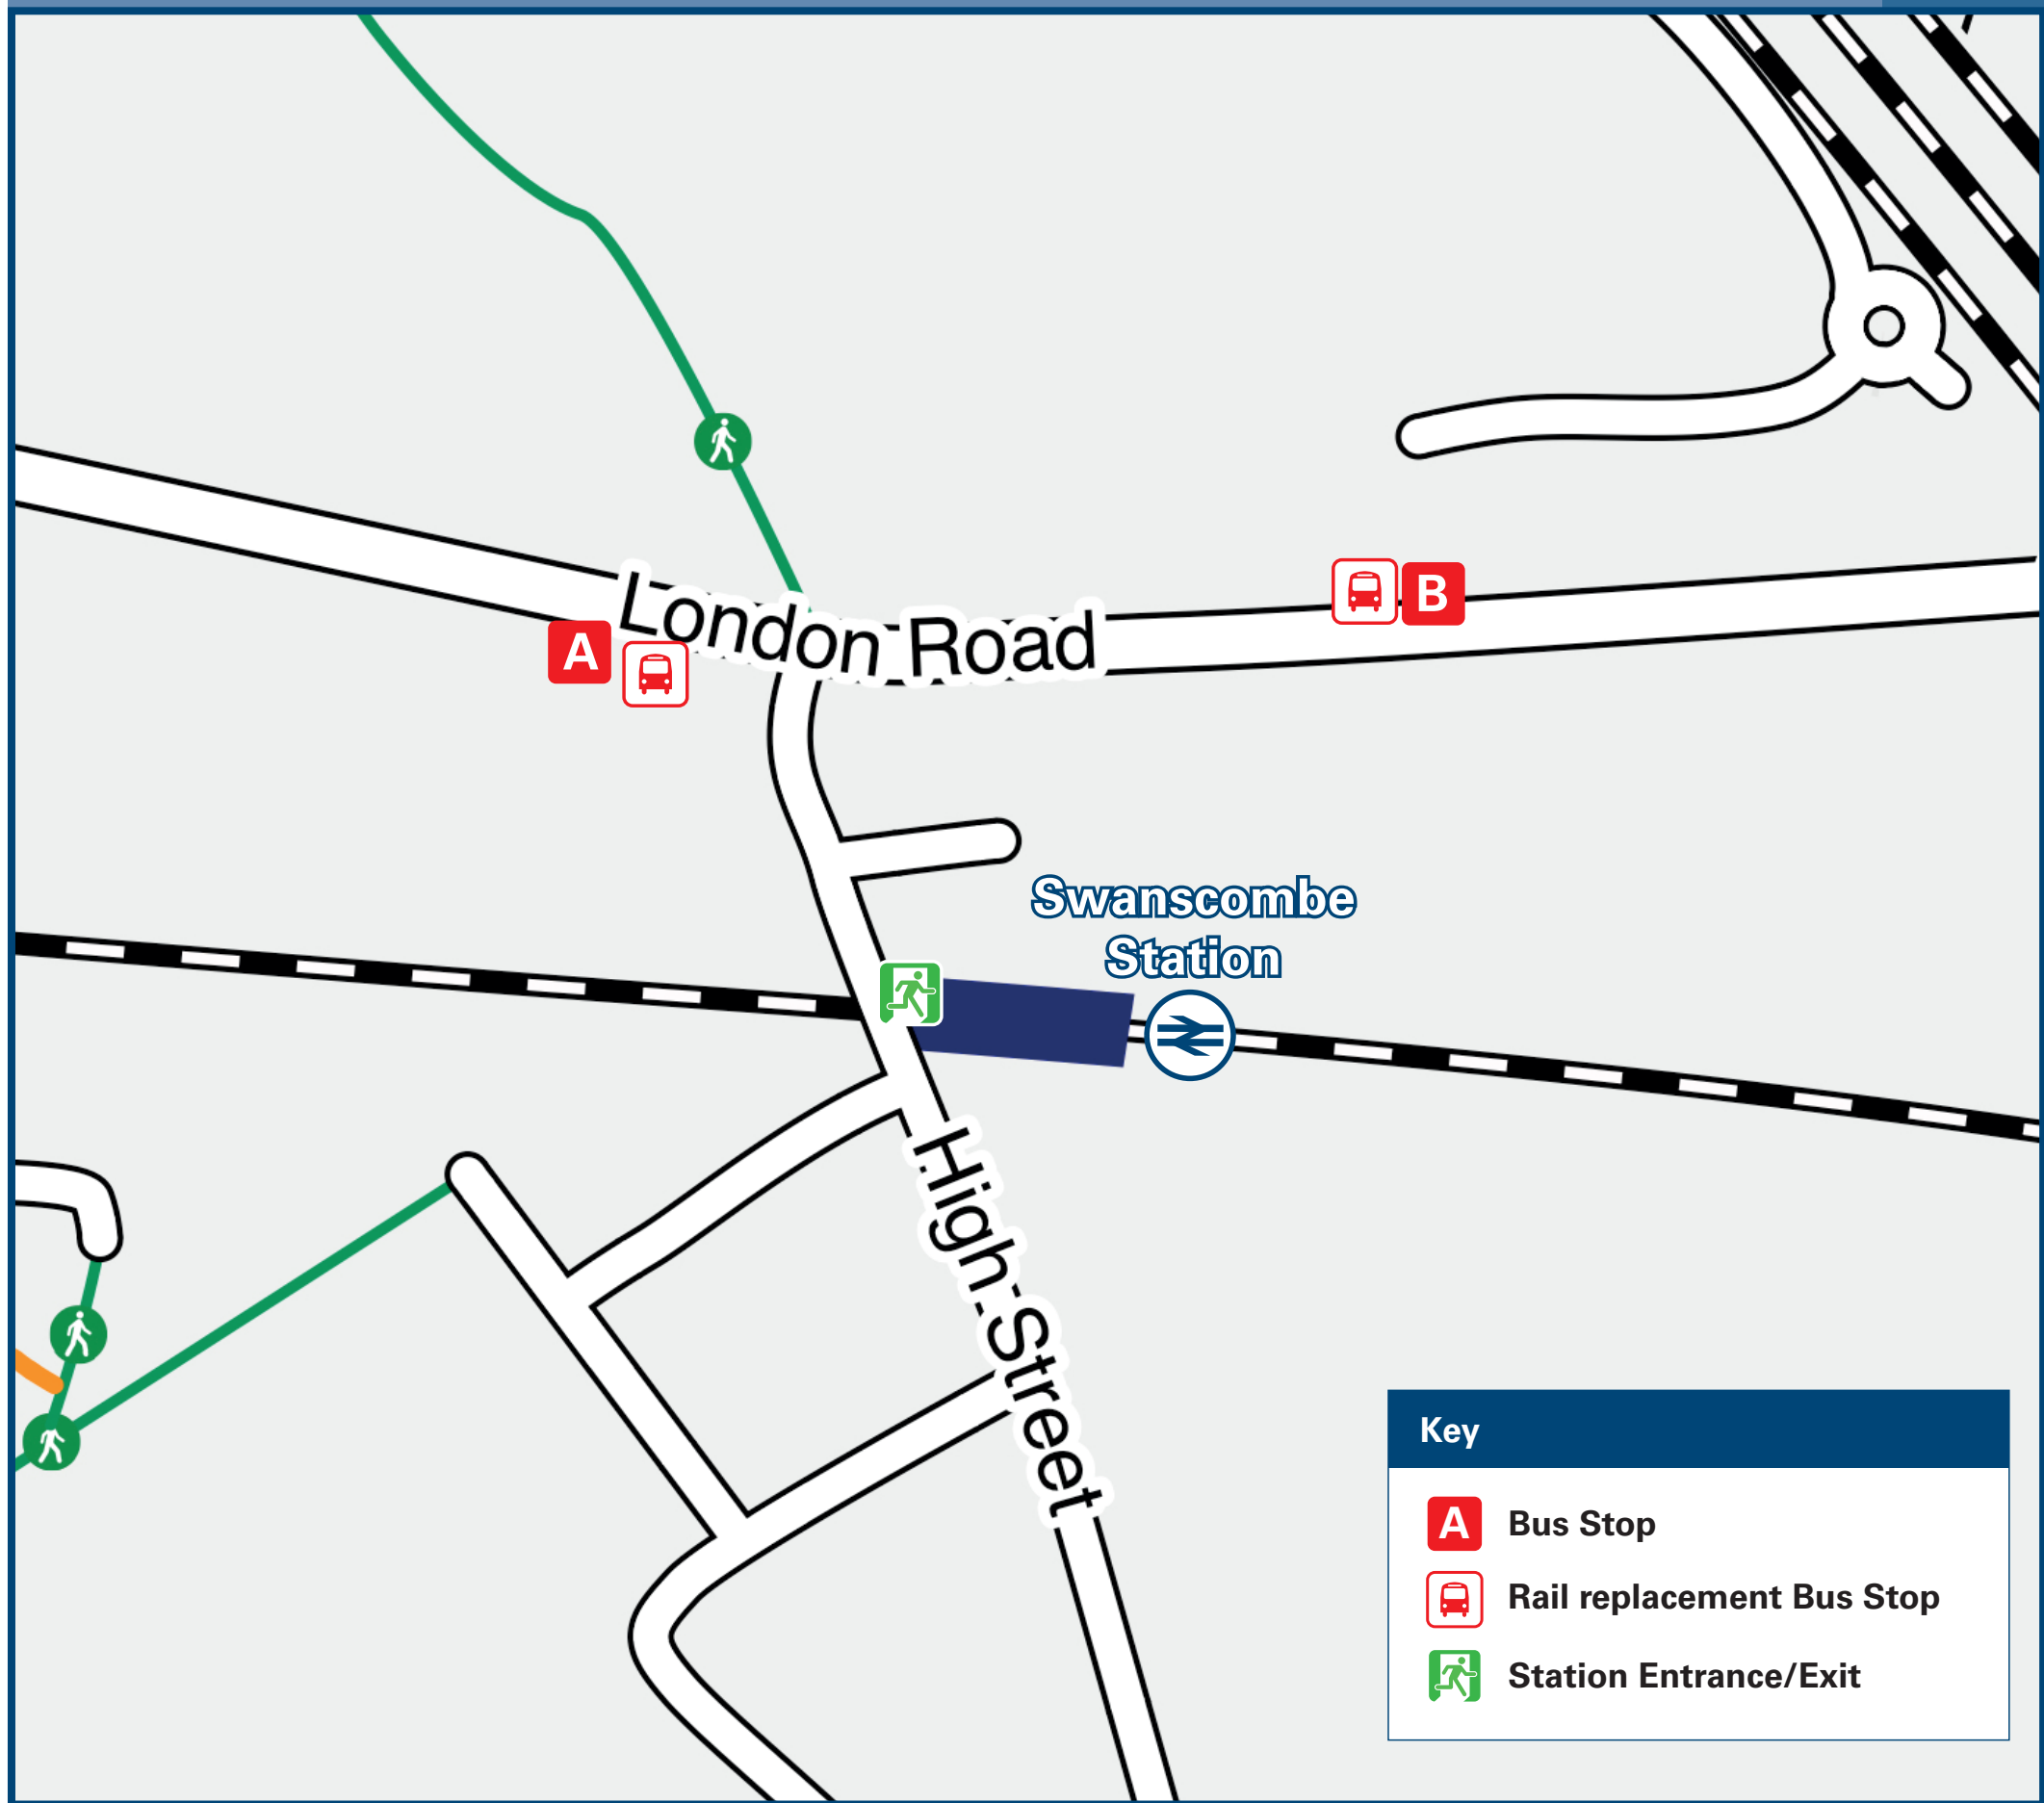 London Road
B
A
Swanscombe
Station
High Street
Key
A Bus Stop
Rail replacement Bus Stop
Station Entrance/Exit